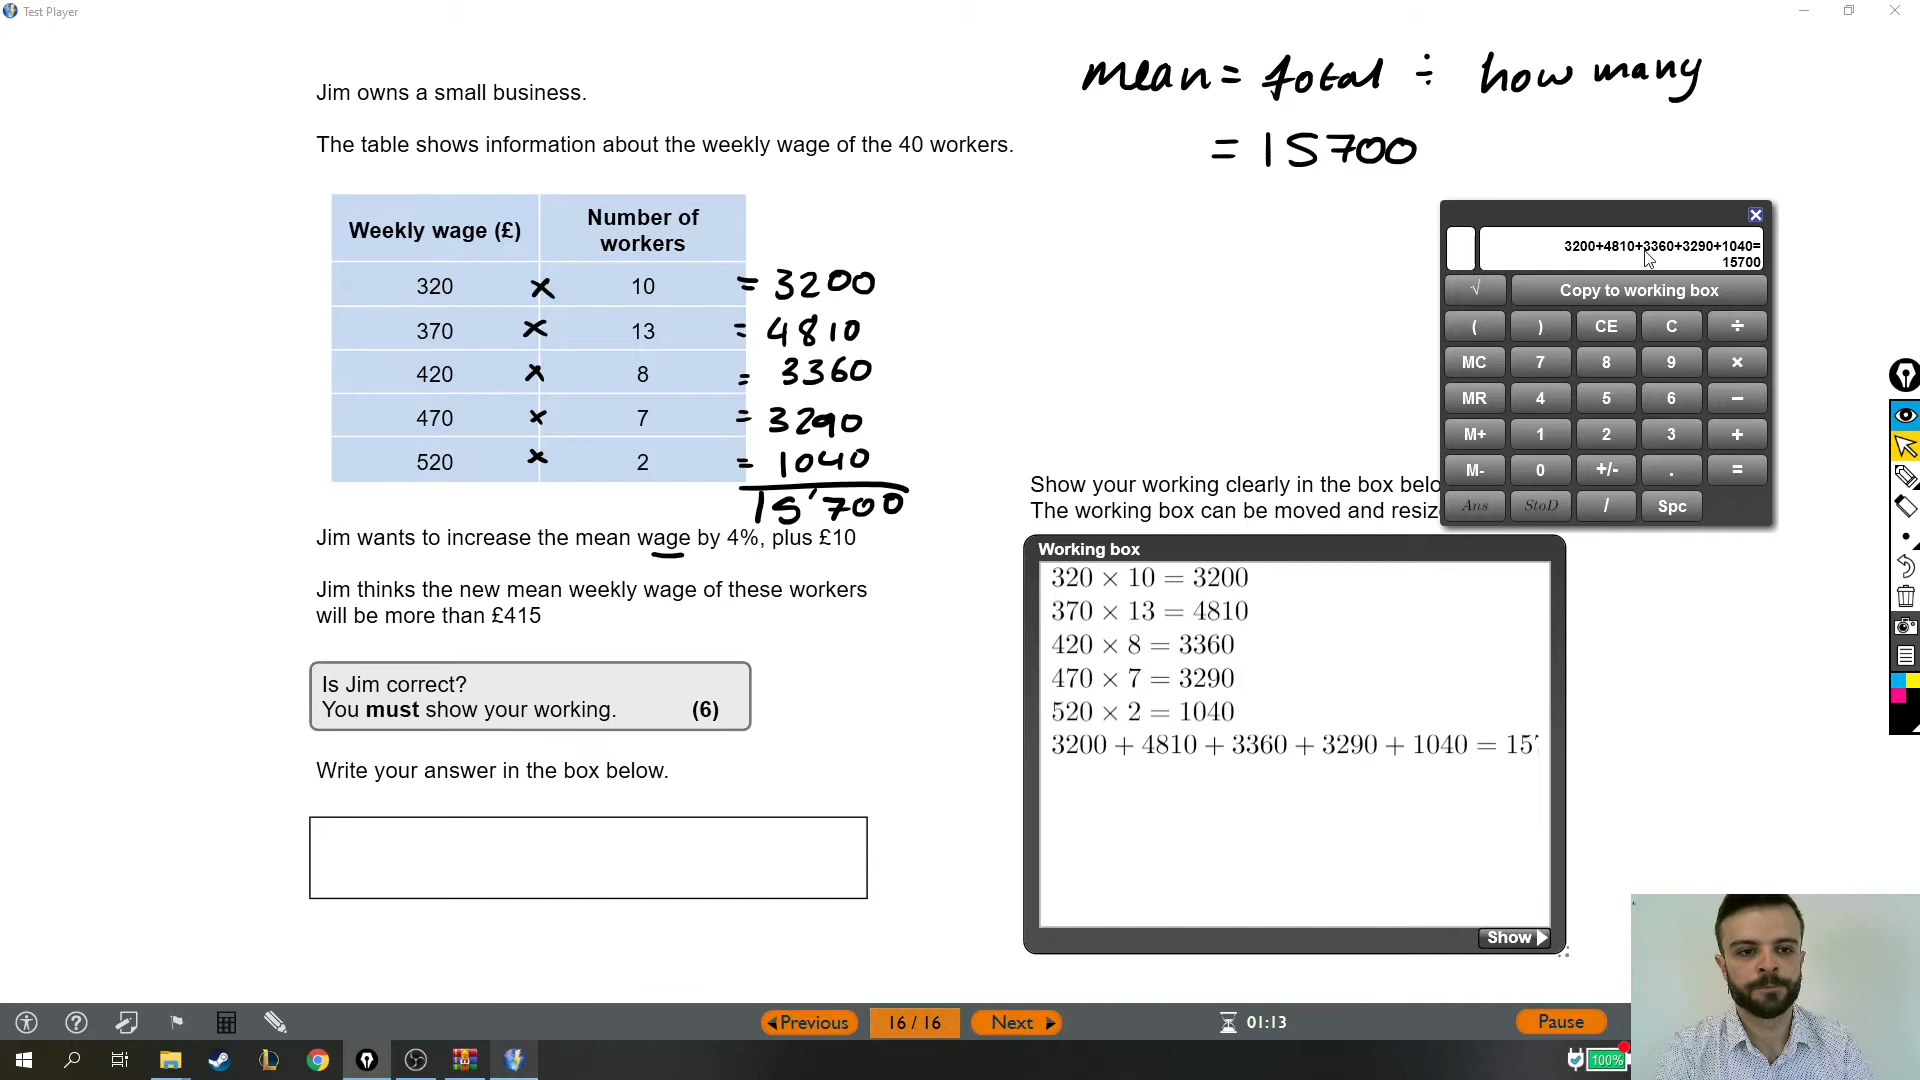 Test Player
mean = total ÷ how many
= 15700
Jim owns a small business.
The table shows information about the weekly wage of the 40 workers.
Weekly wage (£) Number of workers
320 × 10 = 3200
370 × 13 = 4810
420 × 8 = 3360
470 × 7 = 3290
520 × 2 = 1040
15'700
Jim wants to increase the mean wage by 4%, plus £10
Jim thinks the new mean weekly wage of these workers
will be more than £415
Is Jim correct?
You must show your working. (6)
Write your answer in the box below.
3200+4810+3360+3290+1040=
15700
√ Copy to working box
( ) CE C ÷
MC 7 8 9 ×
MR 4 5 6 −
M+ 1 2 3 +
M- 0 +/- . =
Ans StoD / Spc
Show your working clearly in the box belo
The working box can be moved and resiz
Working box
320 × 10 = 3200
370 × 13 = 4810
420 × 8 = 3360
470 × 7 = 3290
520 × 2 = 1040
3200 + 4810 + 3360 + 3290 + 1040 = 157
Show
Previous 16 / 16 Next 01:13 Pause
100%